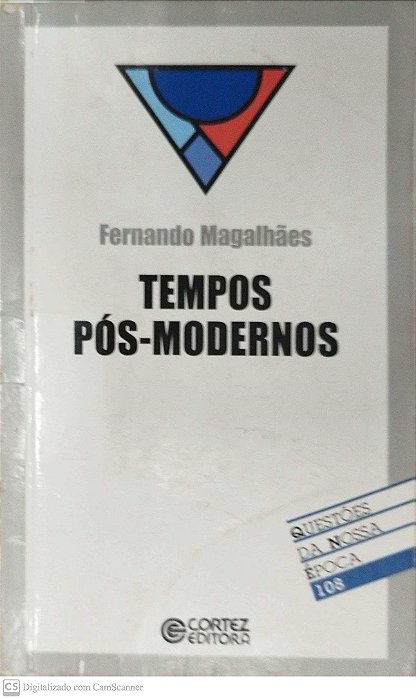 Fernando Magalhães
TEMPOS
PÓS-MODERNOS
QUESTÕES
DA NOSSA
ÉPOCA
108
CORTEZ
EDITORA
CS Digitalizado com CamScanner